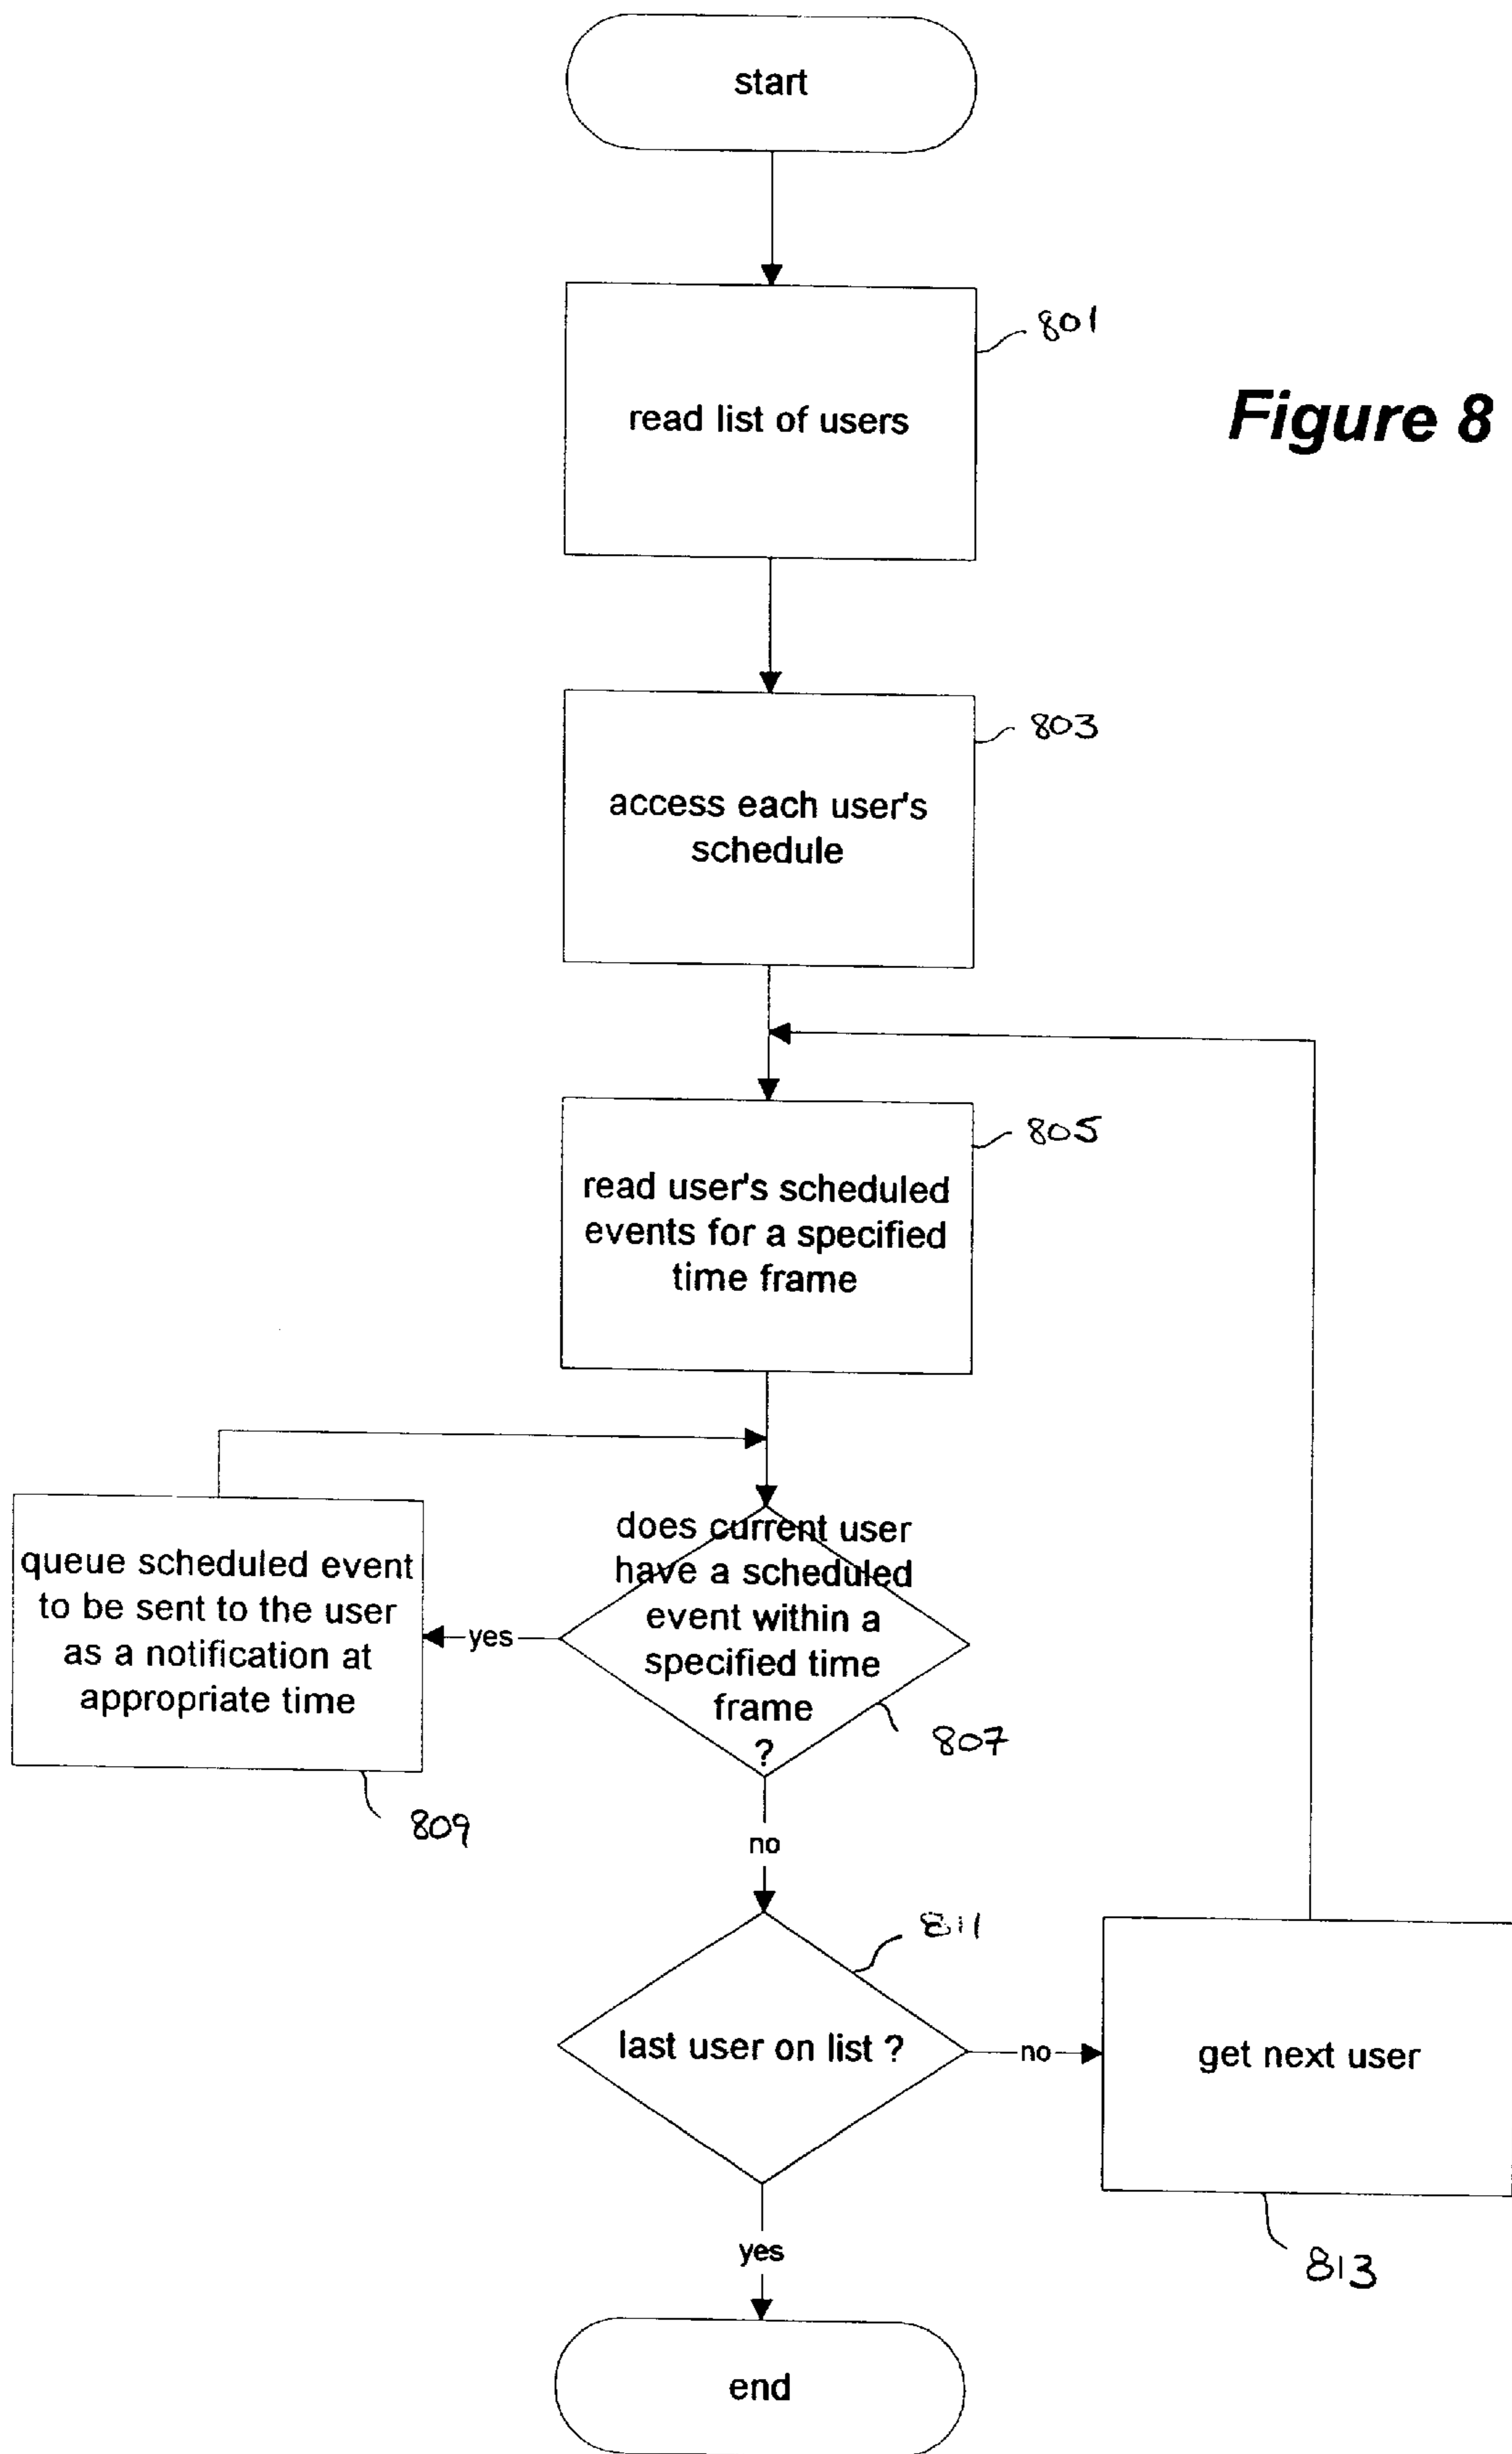 start
801
read list of users
Figure 8
803
access each user's
schedule
805
read user's scheduled
events for a specified
time frame
does current user
have a scheduled
event within a
specified time
frame
?
807
yes
queue scheduled event
to be sent to the user
as a notification at
appropriate time
809
no
811
last user on list ?
no
get next user
813
yes
end